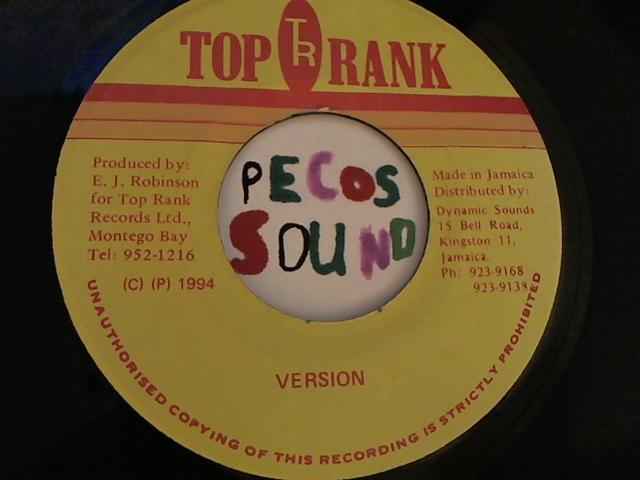 TOP TR RANK
Produced by:
E. J. Robinson
for Top Rank
Records Ltd.,
Montego Bay
Tel: 952-1216
(C) (P) 1994
PECOS
SOUND
Made in Jamaica
Distributed by:
Dynamic Sounds
15 Bell Road,
Kingston 11,
Jamaica.
Ph: 923-9168
923-9138
VERSION
UNAUTHORISED COPYING OF THIS RECORDING IS STRICTLY PROHIBITED